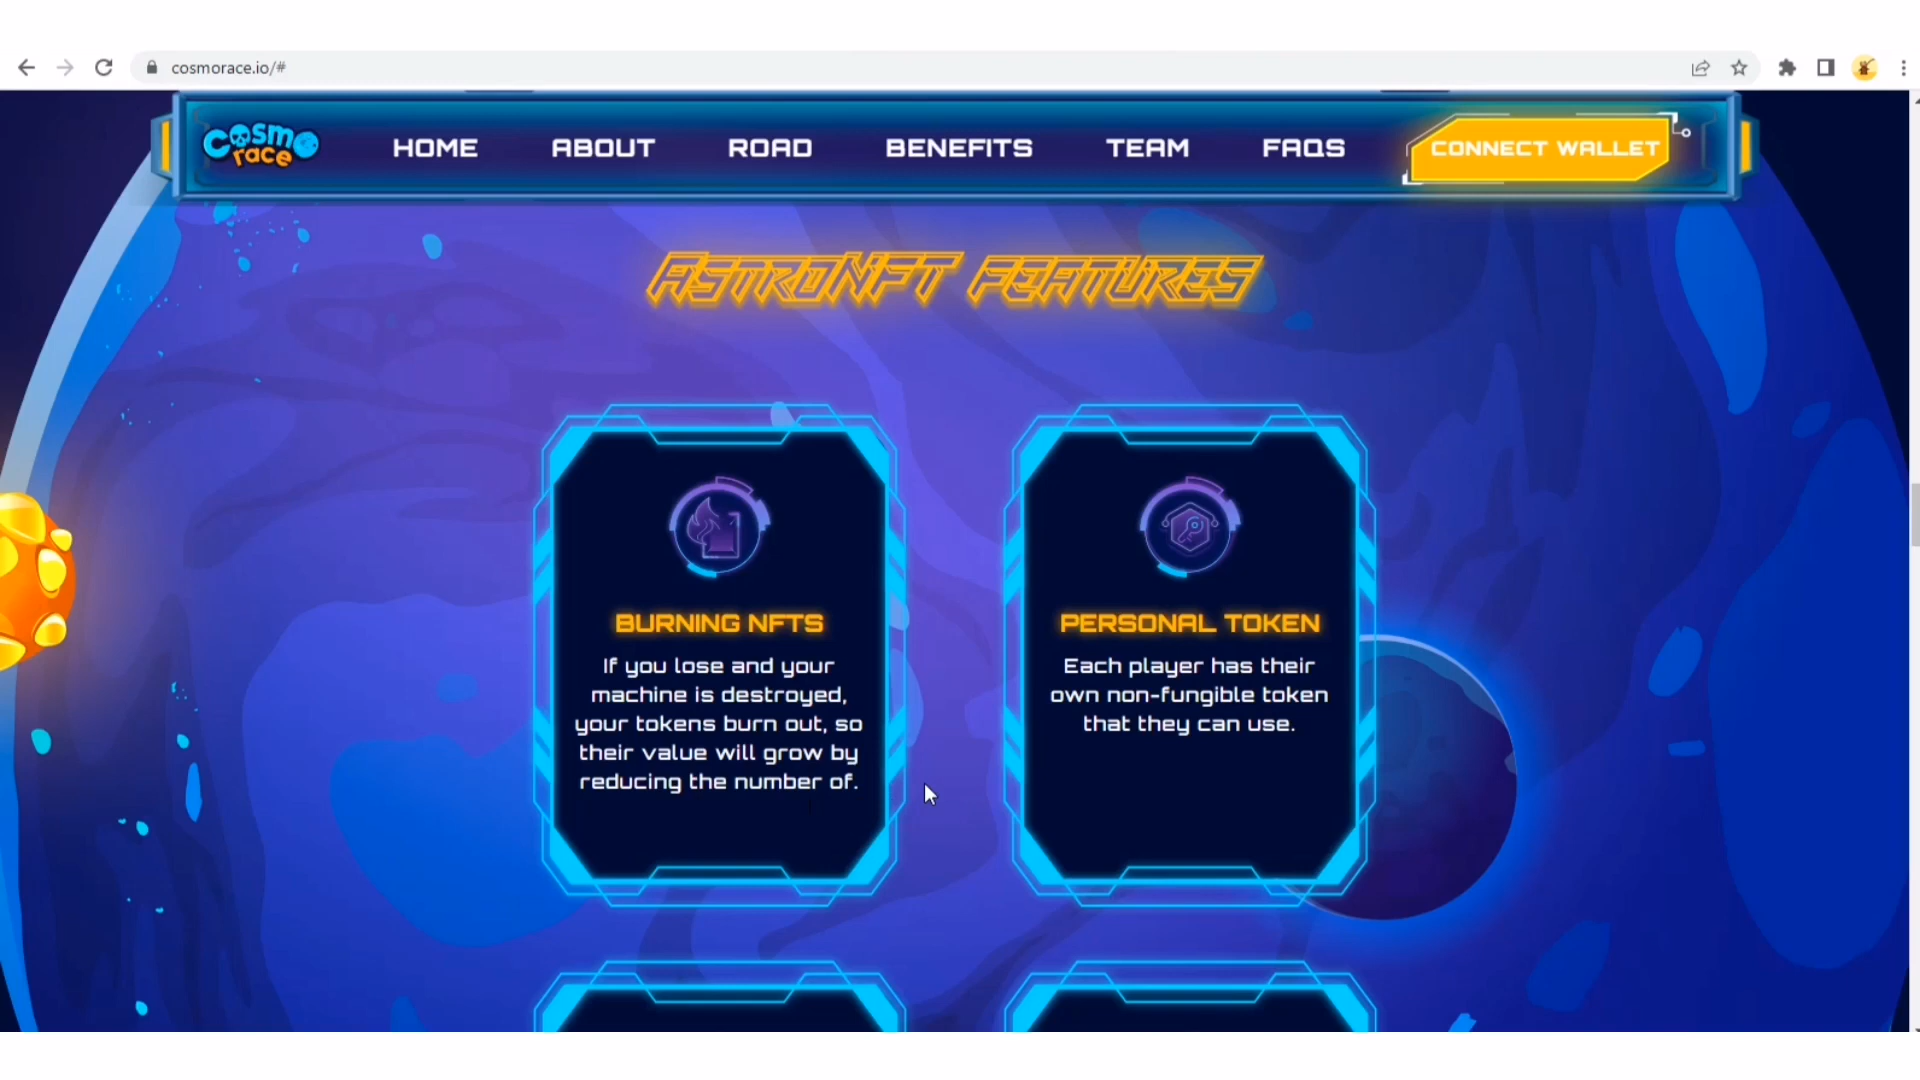 cosmorace.io/#
Cosmo
race
HOME
ABOUT
ROAD
BENEFITS
TEAM
FAQS
CONNECT WALLET
ASTRONFT FEATURES
BURNING NFTS
If you lose and your
machine is destroyed,
your tokens burn out, so
their value will grow by
reducing the number of.
PERSONAL TOKEN
Each player has their
own non-fungible token
that they can use.